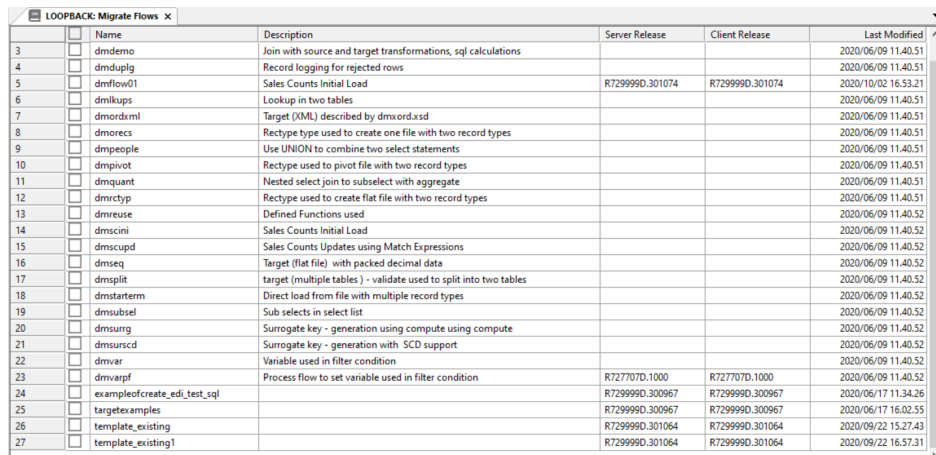 LOOPBACK: Migrate Flows X
Name Description Server Release Client Release Last Modified
3 dmdemo Join with source and target transformations, sql calculations 2020/06/09 11.40.51
4 dmduplg Record logging for rejected rows 2020/06/09 11.40.51
5 dmflow01 Sales Counts Initial Load R729999D.301074 R729999D.301074 2020/10/02 16.53.21
6 dmlkups Lookup in two tables 2020/06/09 11.40.51
7 dmordxml Target (XML) described by dmxord.xsd 2020/06/09 11.40.51
8 dmorecs Rectype type used to create one file with two record types 2020/06/09 11.40.51
9 dmpeople Use UNION to combine two select statements 2020/06/09 11.40.51
10 dmpivot Rectype used to pivot file with two record types 2020/06/09 11.40.51
11 dmquant Nested select join to subselect with aggregate 2020/06/09 11.40.51
12 dmrctyp Rectype used to create flat file with two record types 2020/06/09 11.40.51
13 dmreuse Defined Functions used 2020/06/09 11.40.52
14 dmscini Sales Counts Initial Load 2020/06/09 11.40.52
15 dmscupd Sales Counts Updates using Match Expressions 2020/06/09 11.40.52
16 dmseq Target (flat file) with packed decimal data 2020/06/09 11.40.52
17 dmsplit target (multiple tables ) - validate used to split into two tables 2020/06/09 11.40.52
18 dmstarterm Direct load from file with multiple record types 2020/06/09 11.40.52
19 dmsubsel Sub selects in select list 2020/06/09 11.40.52
20 dmsurrg Surrogate key - generation using compute using compute 2020/06/09 11.40.52
21 dmsurscd Surrogate key - generation with SCD support 2020/06/09 11.40.52
22 dmvar Variable used in filter condition 2020/06/09 11.40.52
23 dmvarpf Process flow to set variable used in filter condition R727707D.1000 R727707D.1000 2020/06/09 11.40.52
24 exampleofcreate_edi_test_sql R729999D.300967 R729999D.300967 2020/06/17 11.34.26
25 targetexamples R729999D.300967 R729999D.300967 2020/06/17 16.02.55
26 template_existing R729999D.301064 R729999D.301064 2020/09/22 15.27.43
27 template_existing1 R729999D.301064 R729999D.301064 2020/09/22 16.57.31